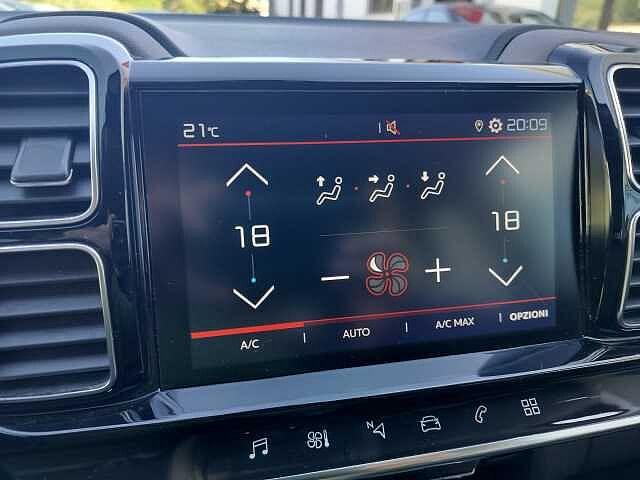 21°C 20:09
18 18
A/C AUTO A/C MAX OPZIONI
N